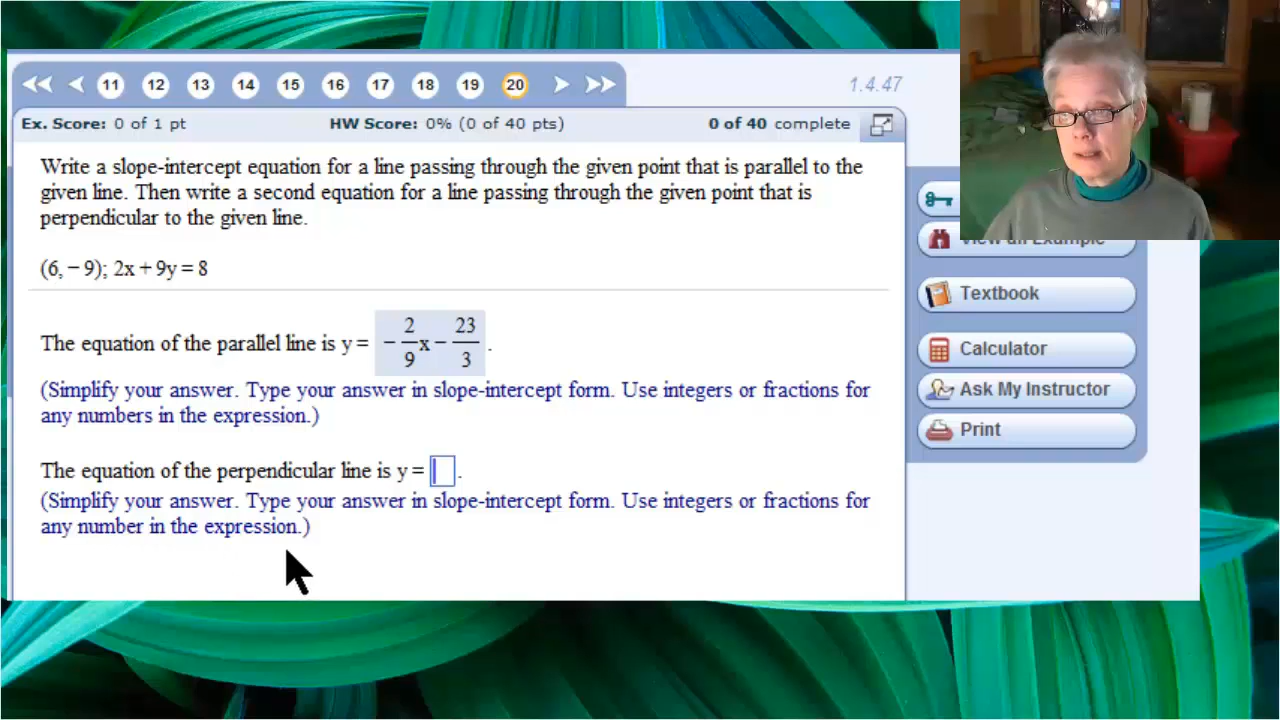 11 12 13 14 15 16 17 18 19 20
1.4.47
Ex. Score: 0 of 1 pt HW Score: 0% (0 of 40 pts) 0 of 40 complete
Write a slope-intercept equation for a line passing through the given point that is parallel to the
given line. Then write a second equation for a line passing through the given point that is
perpendicular to the given line.
(6, − 9); 2x + 9y = 8
The equation of the parallel line is y = − 2/9 x − 23/3 .
(Simplify your answer. Type your answer in slope-intercept form. Use integers or fractions for
any numbers in the expression.)
The equation of the perpendicular line is y = .
(Simplify your answer. Type your answer in slope-intercept form. Use integers or fractions for
any number in the expression.)
View an Example
Textbook
Calculator
Ask My Instructor
Print